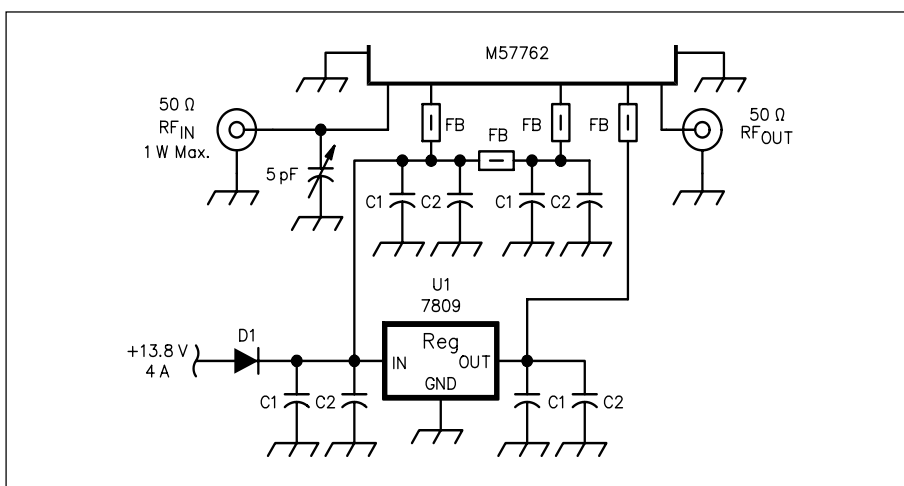 M57762
50 Ω
RF IN
1 W Max.
50 Ω
RF OUT
FB
FB
FB
FB
5 pF
C1
C2
C1
C2
U1
7809
+13.8 V
4 A
D1
Reg
IN
OUT
GND
C1
C2
C1
C2